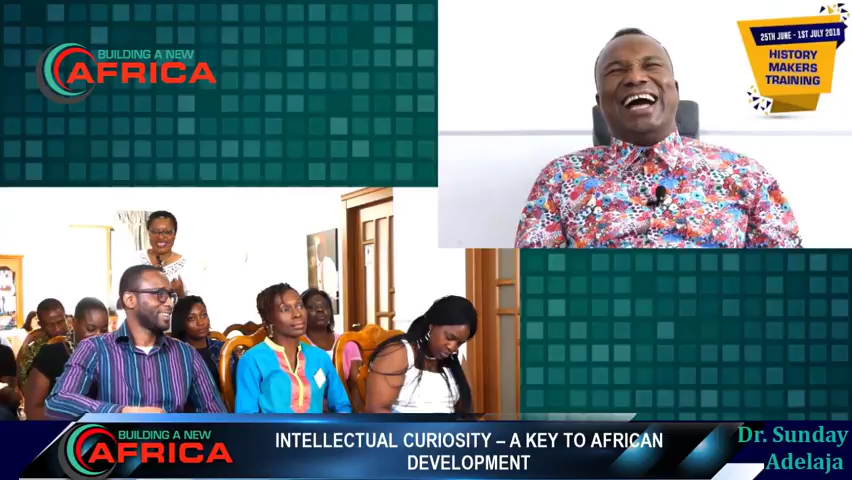 BUILDING A NEW
AFRICA
25TH JUNE - 1ST JULY 2018
HISTORY
MAKERS
TRAINING
BUILDING A NEW
AFRICA
INTELLECTUAL CURIOSITY – A KEY TO AFRICAN
DEVELOPMENT
Dr. Sunday
Adelaja